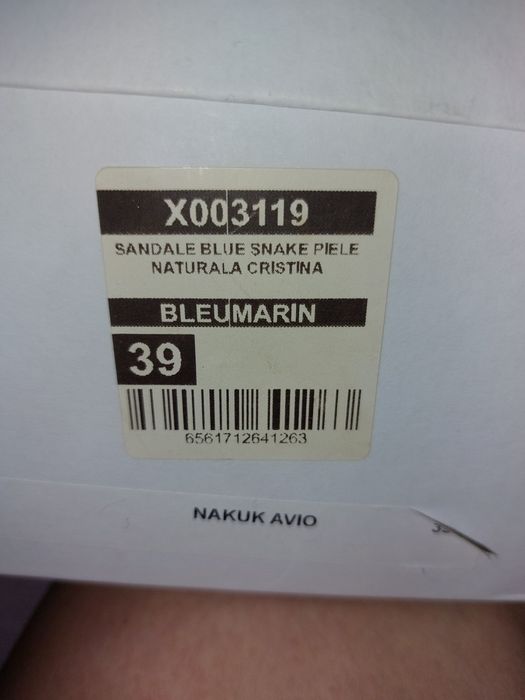 X003119
SANDALE BLUE SNAKE PIELE
NATURALA CRISTINA
BLEUMARIN
39
6561712641263
NAKUK AVIO